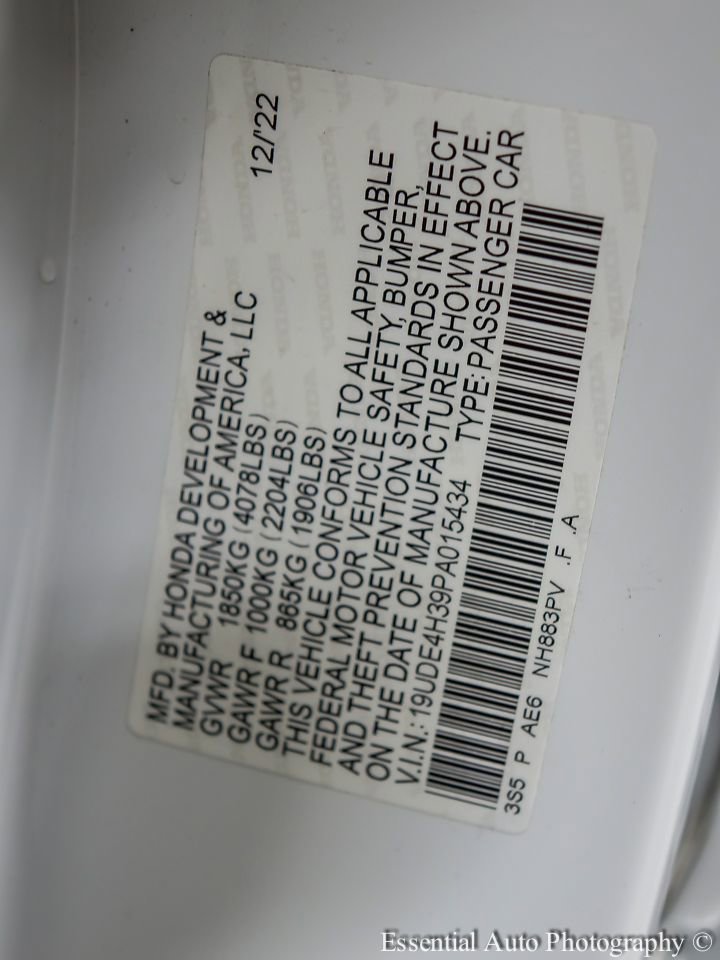 MFD. BY HONDA DEVELOPMENT &
MANUFACTURING OF AMERICA, LLC 12/'22
GVWR 1850KG (4078LBS)
GAWR F 1000KG (2204LBS)
GAWR R 865KG (1906LBS)
THIS VEHICLE CONFORMS TO ALL APPLICABLE
FEDERAL MOTOR VEHICLE SAFETY, BUMPER,
AND THEFT PREVENTION STANDARDS IN EFFECT
ON THE DATE OF MANUFACTURE SHOWN ABOVE.
V.I.N.: 19UDE4H39PA015434 TYPE: PASSENGER CAR
3S5 P AE6 NH883PV .F .A
Essential Auto Photography ©